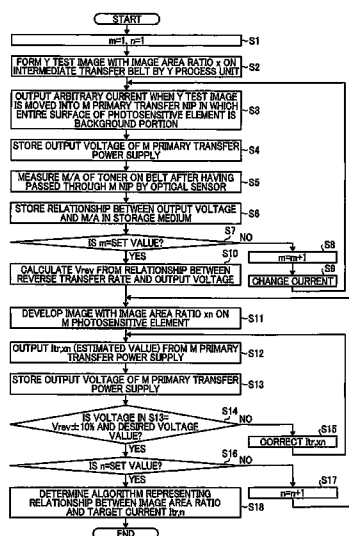 START
m=1, n=1
S1
FORM Y TEST IMAGE WITH IMAGE AREA RATIO x ON
INTERMEDIATE TRANSFER BELT BY Y PROCESS UNIT
S2
OUTPUT ARBITRARY CURRENT WHEN Y TEST IMAGE
IS MOVED INTO M PRIMARY TRANSFER NIP IN WHICH
ENTIRE SURFACE OF PHOTOSENSITIVE ELEMENT IS
BACKGROUND PORTION
S3
STORE OUTPUT VOLTAGE OF M PRIMARY TRANSFER
POWER SUPPLY
S4
MEASURE M/A OF TONER ON BELT AFTER HAVING
PASSED THROUGH M NIP BY OPTICAL SENSOR
S5
STORE RELATIONSHIP BETWEEN OUTPUT VOLTAGE
AND M/A IN STORAGE MEDIUM
S6
S7
IS m=SET VALUE?
NO
YES
S8
m=m+1
S9
CHANGE CURRENT
S10
CALCULATE Vrev FROM RELATIONSHIP BETWEEN
REVERSE TRANSFER RATE AND OUTPUT VOLTAGE
DEVELOP IMAGE WITH IMAGE AREA RATIO xn ON
M PHOTOSENSITIVE ELEMENT
S11
OUTPUT Itr,xn (ESTIMATED VALUE) FROM M PRIMARY
TRANSFER POWER SUPPLY
S12
STORE OUTPUT VOLTAGE OF M PRIMARY TRANSFER
POWER SUPPLY
S13
IS VOLTAGE IN S13=
Vrev±10% AND DESIRED VOLTAGE
VALUE?
S14
NO
YES
S15
CORRECT Itr,xn
S16
IS n=SET VALUE?
NO
YES
S17
n=n+1
DETERMINE ALGORITHM REPRESENTING
RELATIONSHIP BETWEEN IMAGE AREA RATIO
AND TARGET CURRENT Itr,n
S18
END